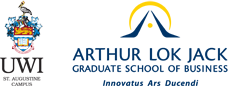 UWI
ST. AUGUSTINE
CAMPUS
ARTHUR LOK JACK
GRADUATE SCHOOL OF BUSINESS
Innovatus Ars Ducendi